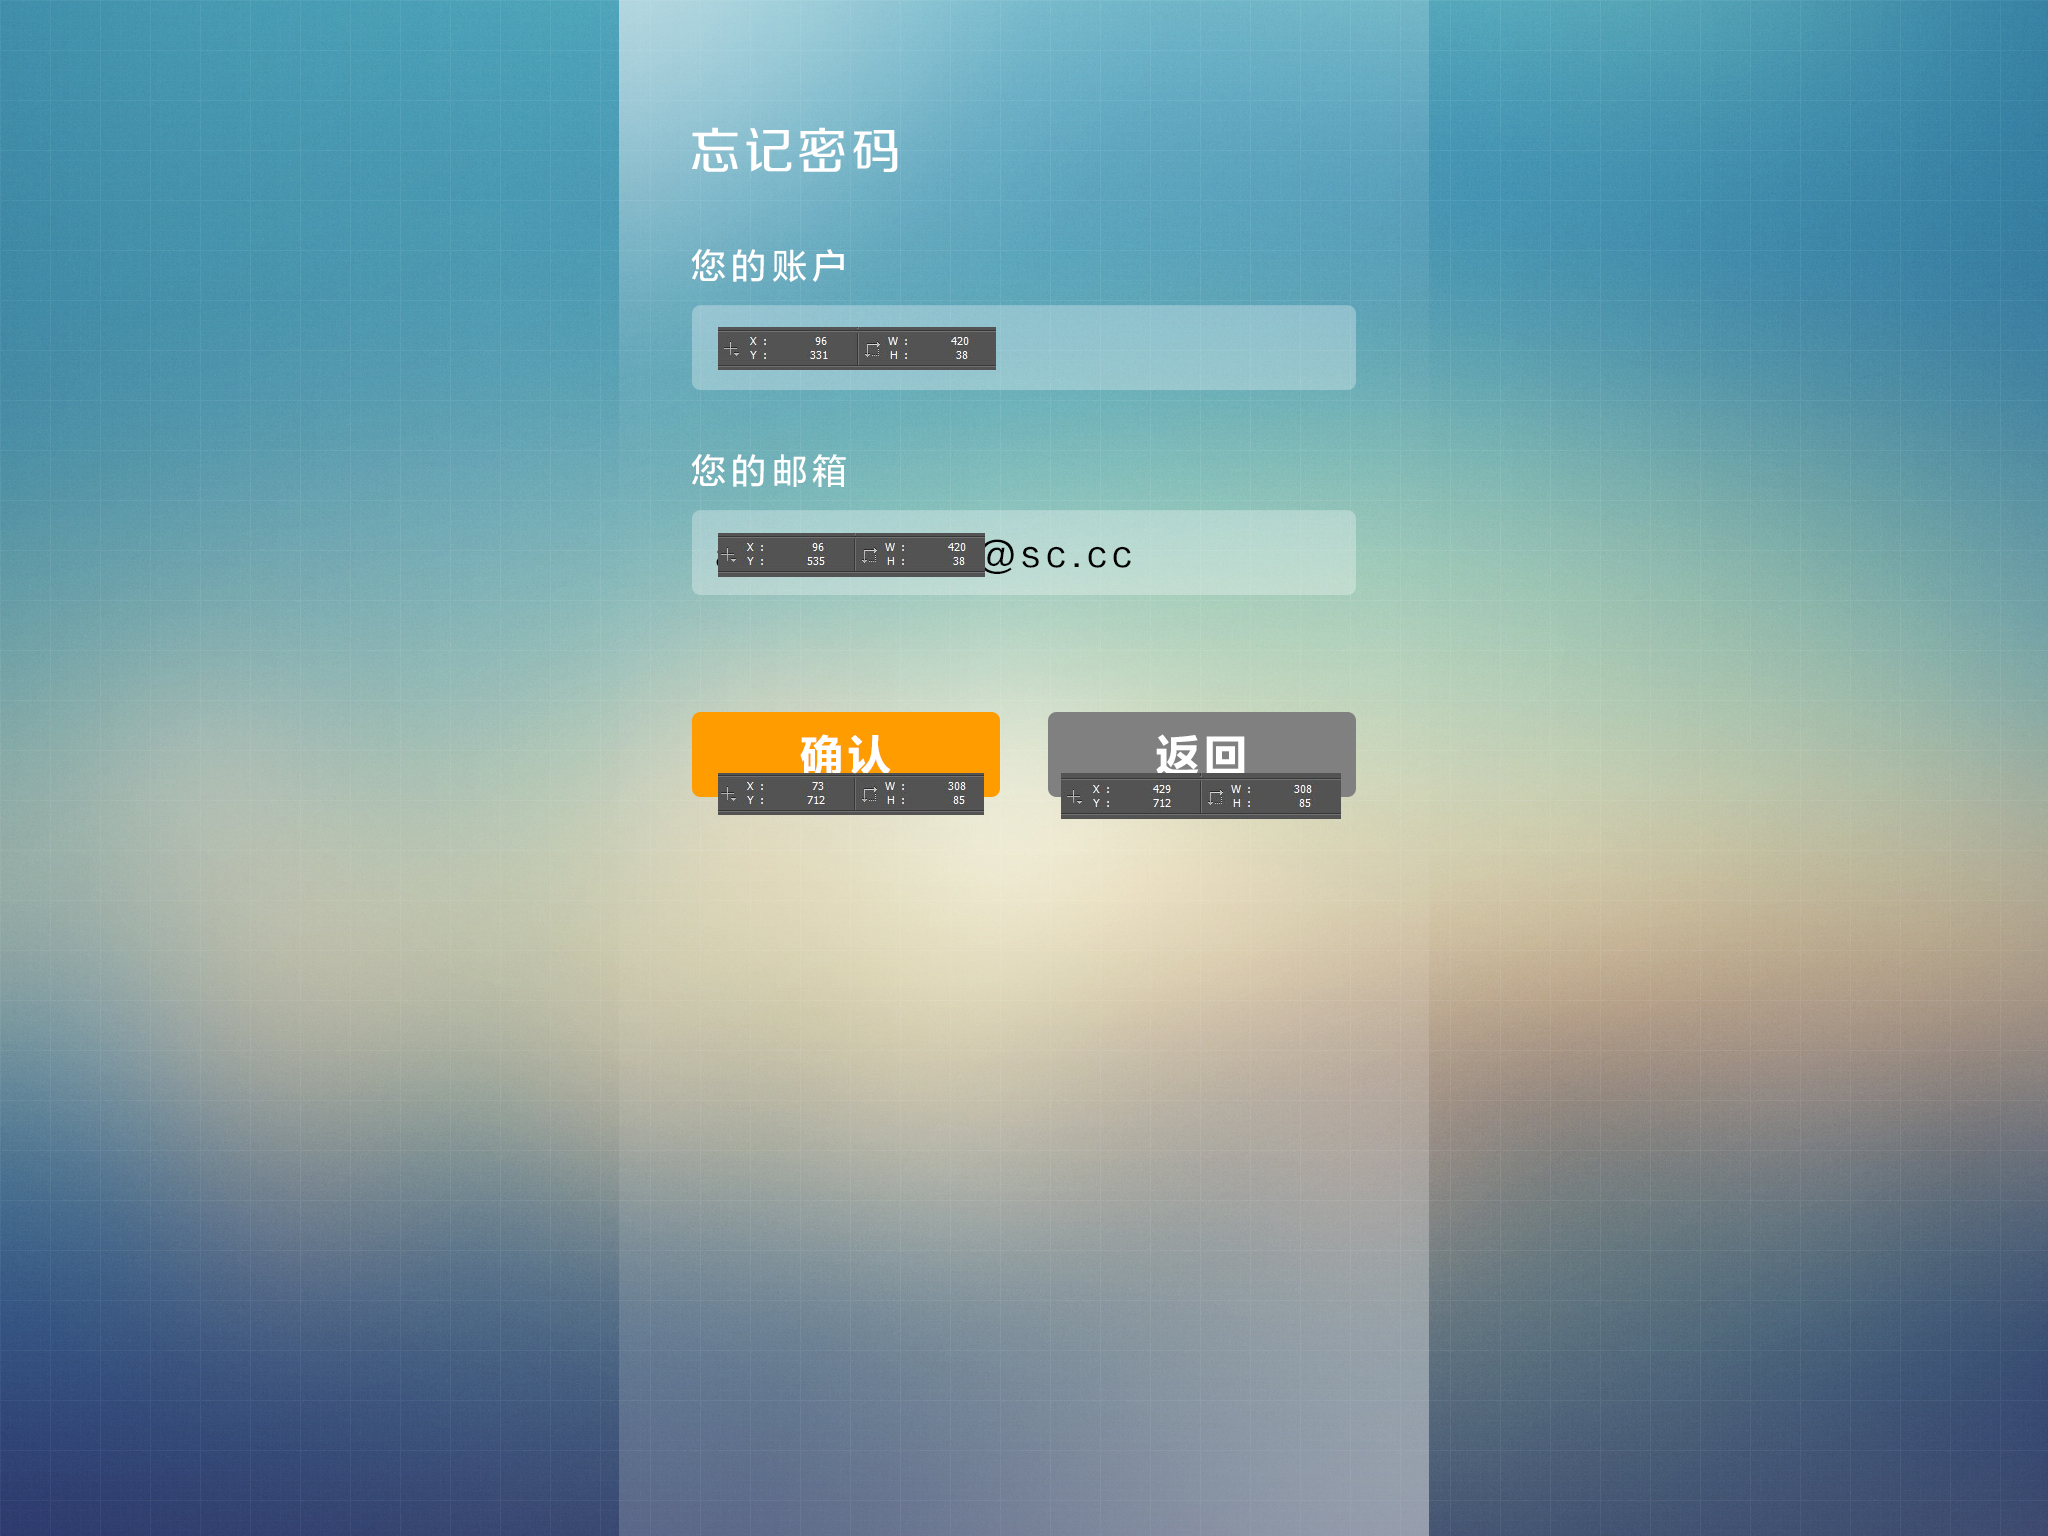 忘记密码
您的账户
X : 96 W : 420
Y : 331 H : 38
您的邮箱
X : 96 W : 420
Y : 535 H : 38
@sc.cc
确认 返回
X : 73 W : 308
Y : 712 H : 85
X : 429 W : 308
Y : 712 H : 85